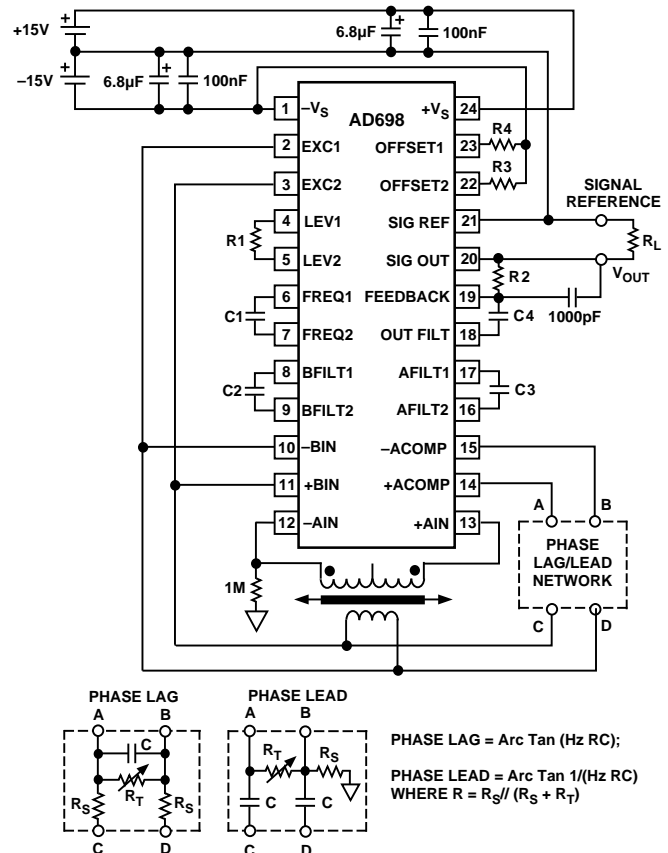 +15V
+
6.8µF
+
100nF
–15V
+
6.8µF
+
100nF
AD698
1
–VS
+VS
24
2
EXC1
OFFSET1
23
R4
3
EXC2
OFFSET2
22
R3
SIGNAL
REFERENCE
4
LEV1
SIG REF
21
R1
RL
5
LEV2
SIG OUT
20
R2
VOUT
6
FREQ1
FEEDBACK
19
C1
C4
1000pF
7
FREQ2
OUT FILT
18
8
BFILT1
AFILT1
17
C2
C3
9
BFILT2
AFILT2
16
10
–BIN
–ACOMP
15
11
+BIN
+ACOMP
14
A
B
12
–AIN
+AIN
13
1M
PHASE
LAG/LEAD
NETWORK
C
D
PHASE LAG
A
B
C
RT
RS
RS
C
D
PHASE LEAD
A
B
RT
RS
C
C
C
D
PHASE LAG = Arc Tan (Hz RC);
PHASE LEAD = Arc Tan 1/(Hz RC)
WHERE R = RS// (RS + RT)